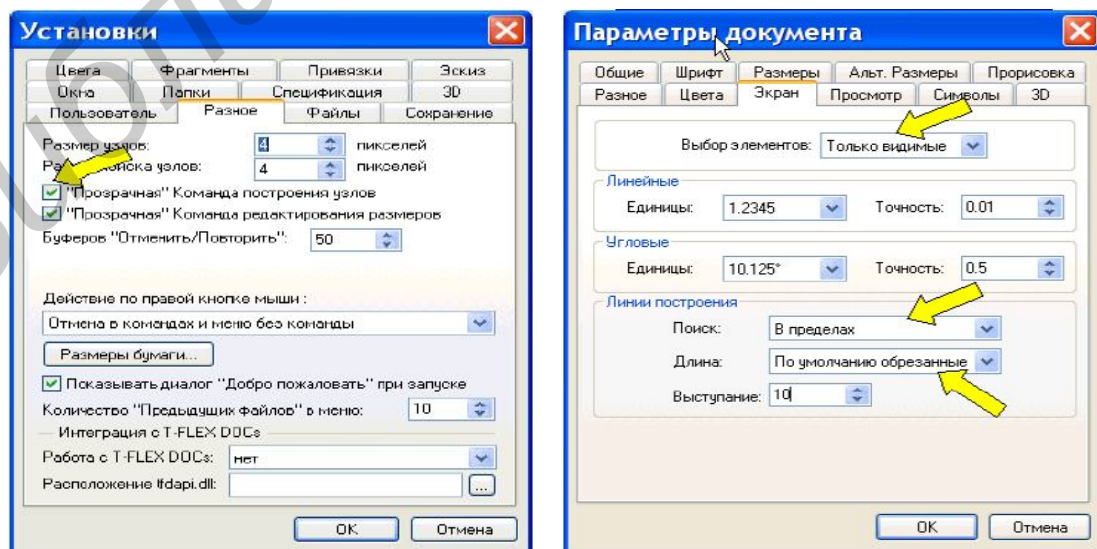 Установки
Цвета Фрагменты Привязки Эскиз
Окна Папки Спецификация 3D
Пользователь Разное Файлы Сохранение
Размер узлов: 4 пикселей
узлов: 4 пикселей
"Прозрачная" Команда построения узлов
"Прозрачная" Команда редактирования размеров
Буферов "Отменить/Повторить": 50
Действие по правой кнопке мыши :
Отмена в командах и меню без команды
Размеры бумаги...
Показывать диалог "Добро пожаловать" при запуске
Количество "Предыдущих файлов" в меню: 10
Интеграция с T-FLEX DOCs
Работа с T-FLEX DOCs: нет
Расположение tfdapi.dll: ...
OK Отмена
Параметры документа
Общие Шрифт Размеры Альт. Размеры Прорисовка
Разное Цвета Экран Просмотр Символы 3D
Выбор элементов: Только видимые
Линейные
Единицы: 1.2345 Точность: 0.01
Угловые
Единицы: 10.125° Точность: 0.5
Линии построения
Поиск: В пределах
Длина: По умолчанию обрезанные
Выступание: 10
OK Отмена